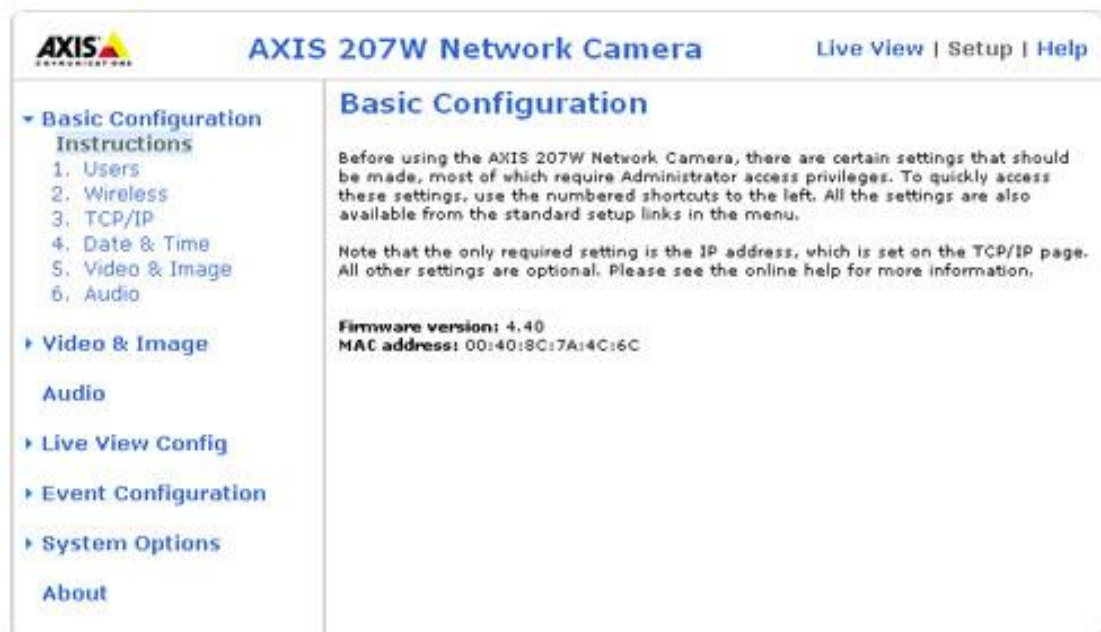 AXIS
COMMUNICATIONS
AXIS 207W Network Camera
Live View | Setup | Help
Basic Configuration
Instructions
1. Users
2. Wireless
3. TCP/IP
4. Date & Time
5. Video & Image
6. Audio
Video & Image
Audio
Live View Config
Event Configuration
System Options
About
Basic Configuration
Before using the AXIS 207W Network Camera, there are certain settings that should
be made, most of which require Administrator access privileges. To quickly access
these settings, use the numbered shortcuts to the left. All the settings are also
available from the standard setup links in the menu.
Note that the only required setting is the IP address, which is set on the TCP/IP page.
All other settings are optional. Please see the online help for more information.
Firmware version: 4.40
MAC address: 00:40:8C:7A:4C:6C